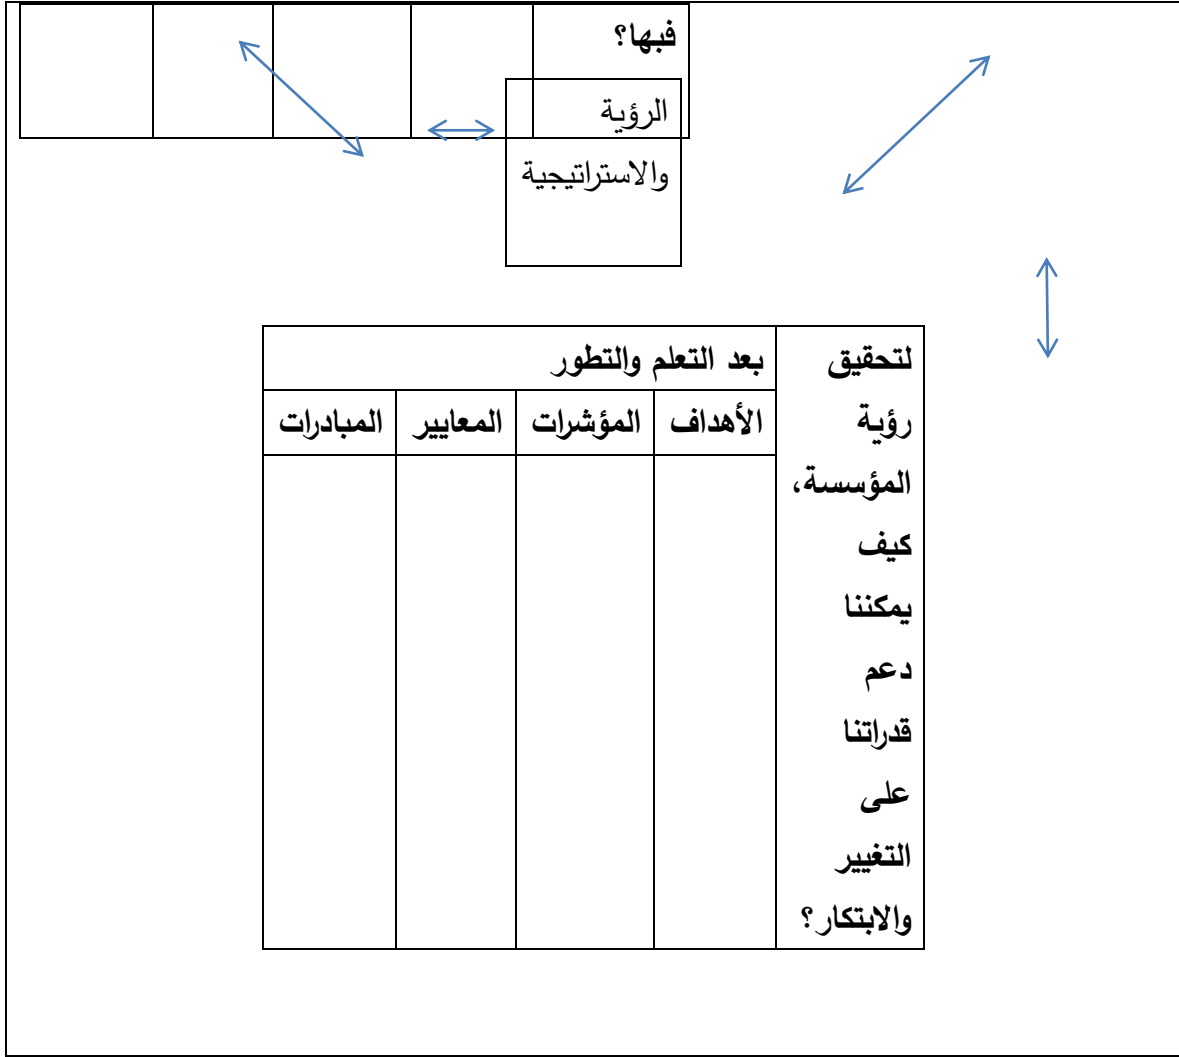 فبها؟
الرؤية
والاستراتيجية
لتحقيق
رؤية
المؤسسة،
كيف
يمكننا
دعم
قدراتنا
على
التغيير
والابتكار؟
بعد التعلم والتطور
الأهداف المؤشرات المعايير المبادرات